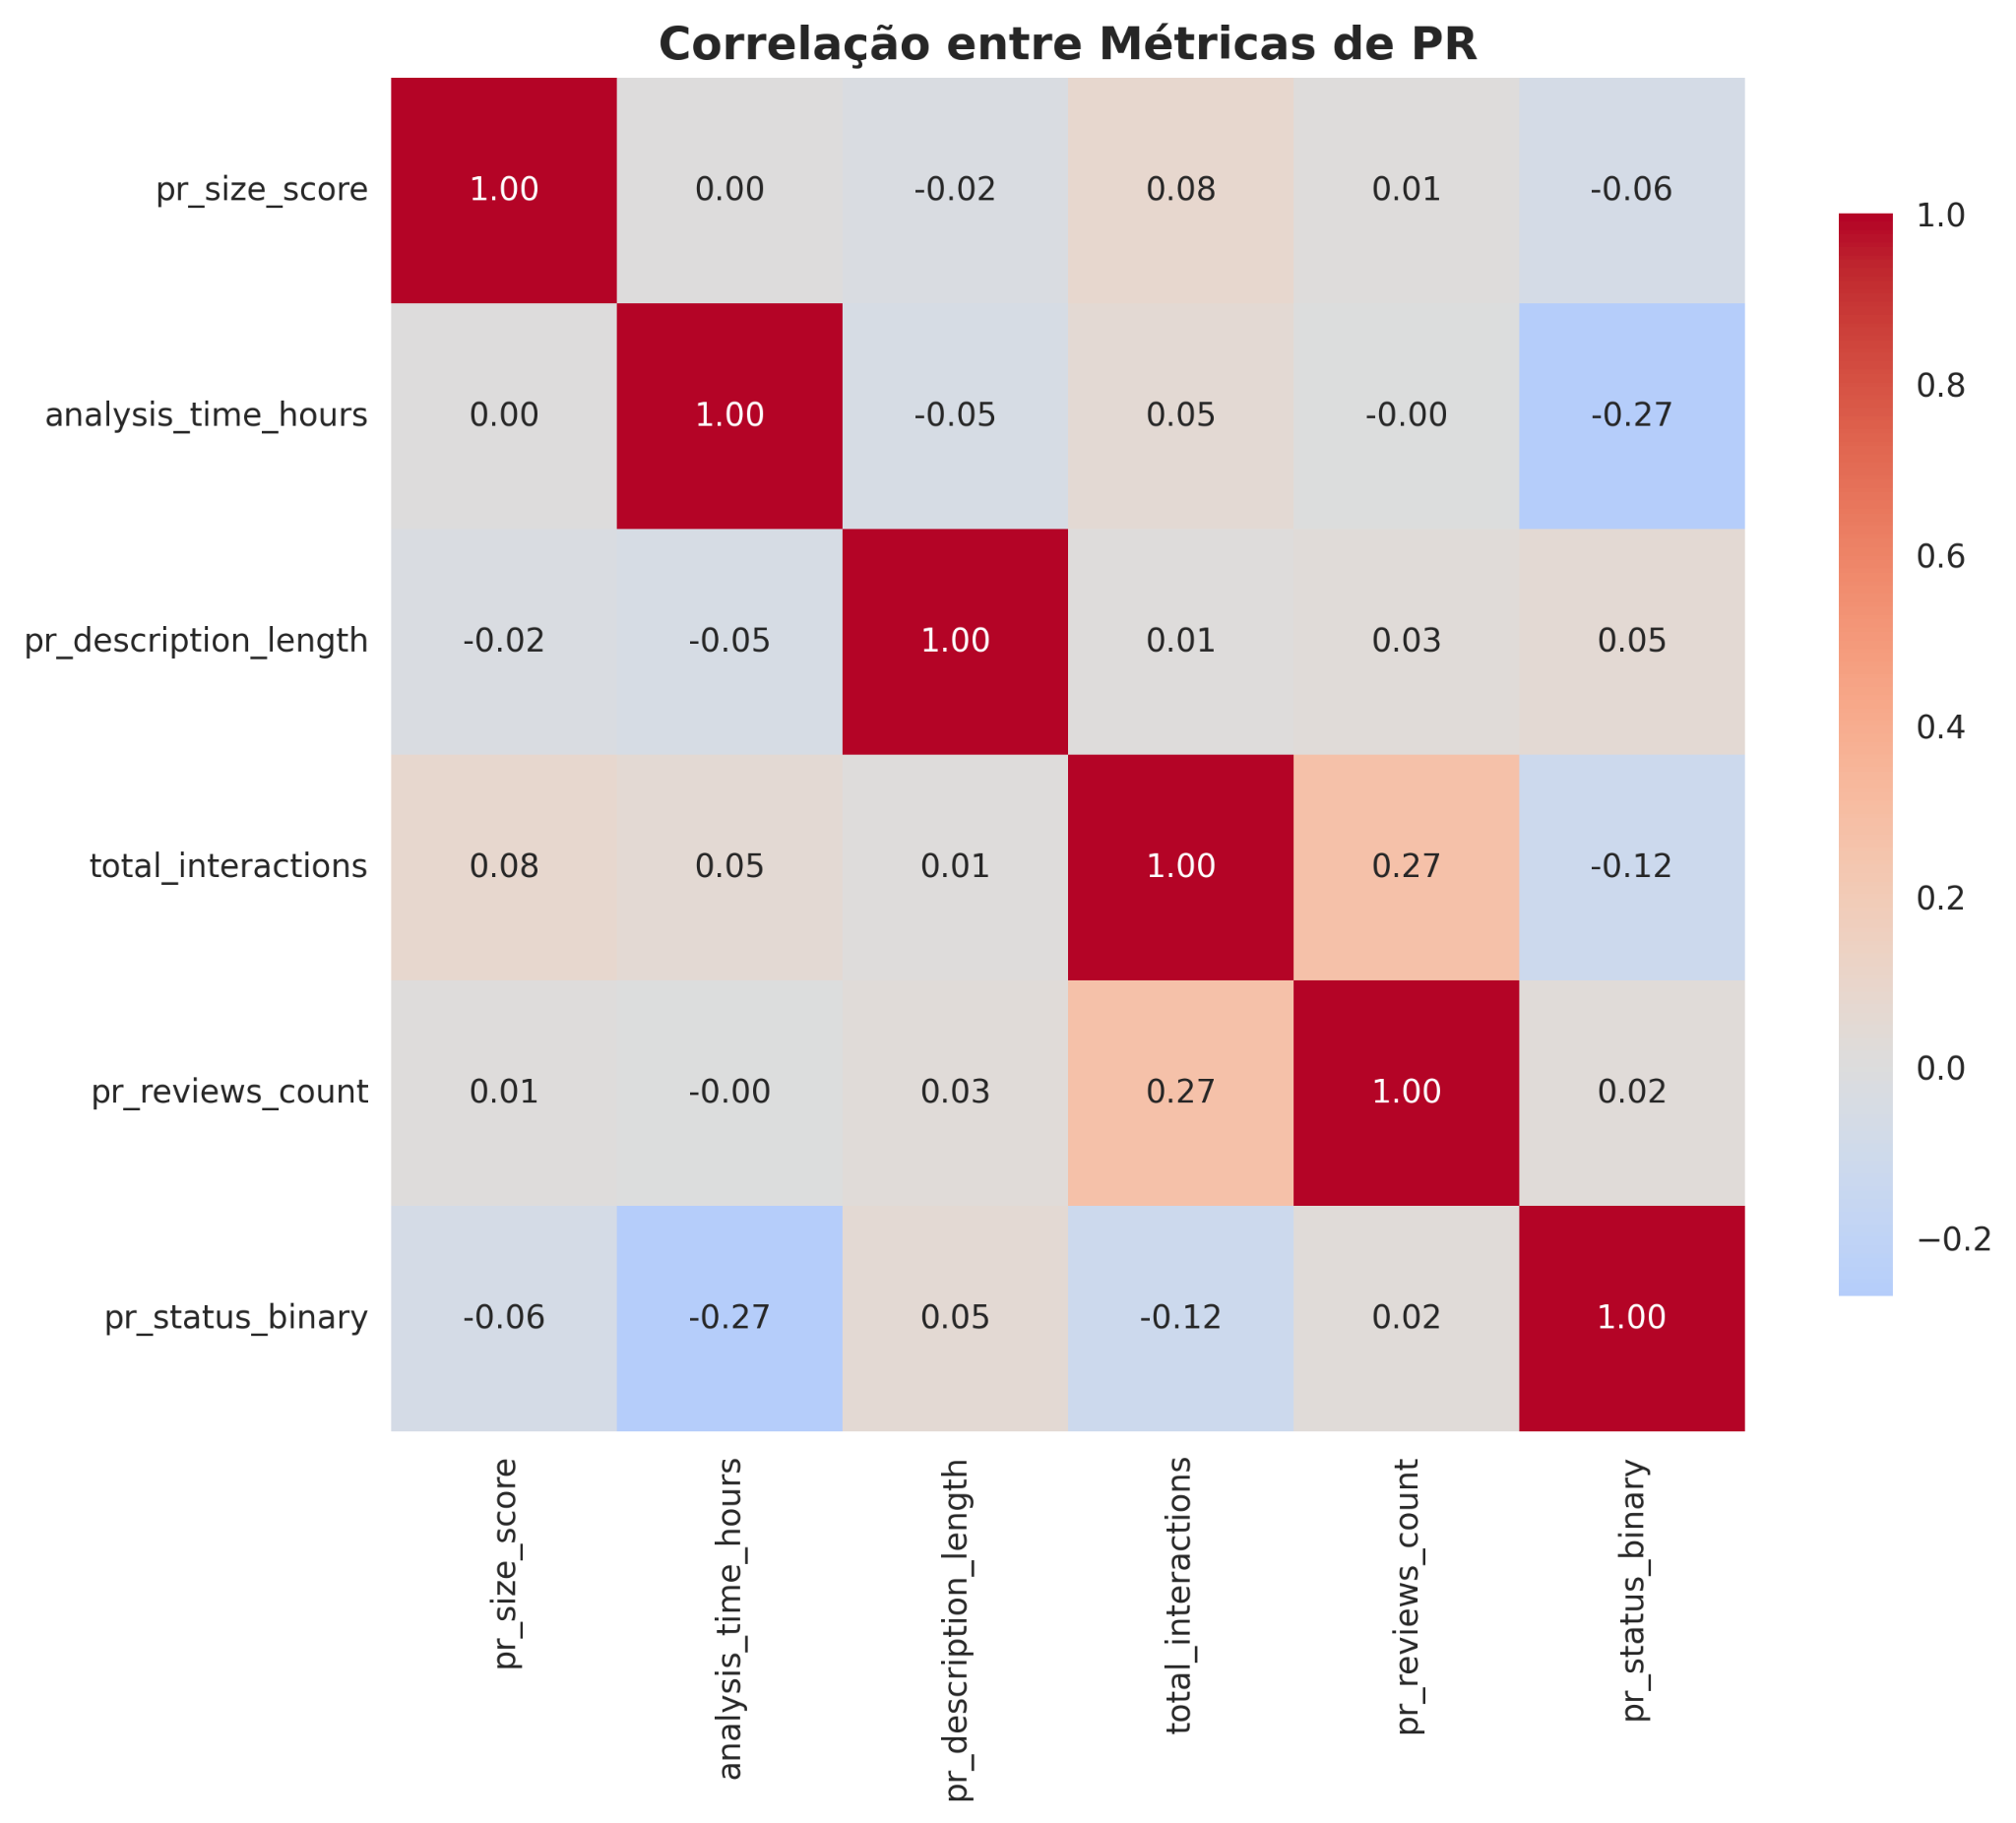 Correlação entre Métricas de PR
pr_size_score 1.00 0.00 -0.02 0.08 0.01 -0.06
analysis_time_hours 0.00 1.00 -0.05 0.05 -0.00 -0.27
pr_description_length -0.02 -0.05 1.00 0.01 0.03 0.05
total_interactions 0.08 0.05 0.01 1.00 0.27 -0.12
pr_reviews_count 0.01 -0.00 0.03 0.27 1.00 0.02
pr_status_binary -0.06 -0.27 0.05 -0.12 0.02 1.00
pr_size_score
analysis_time_hours
pr_description_length
total_interactions
pr_reviews_count
pr_status_binary
1.0
0.8
0.6
0.4
0.2
0.0
−0.2